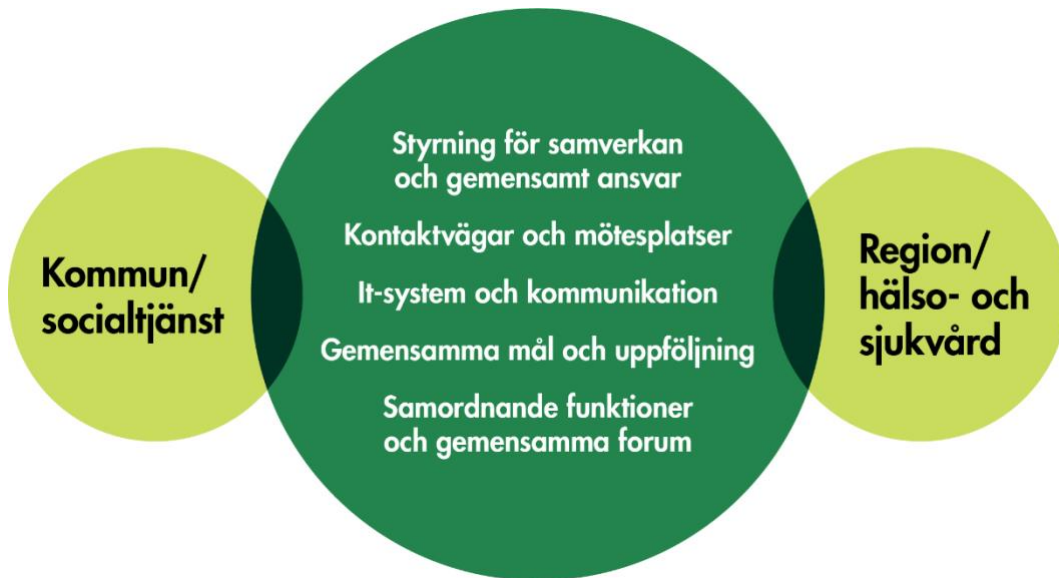 Kommun/
socialtjänst
Styrning för samverkan
och gemensamt ansvar
Kontaktvägar och mötesplatser
It-system och kommunikation
Gemensamma mål och uppföljning
Samordnande funktioner
och gemensamma forum
Region/
hälso- och
sjukvård